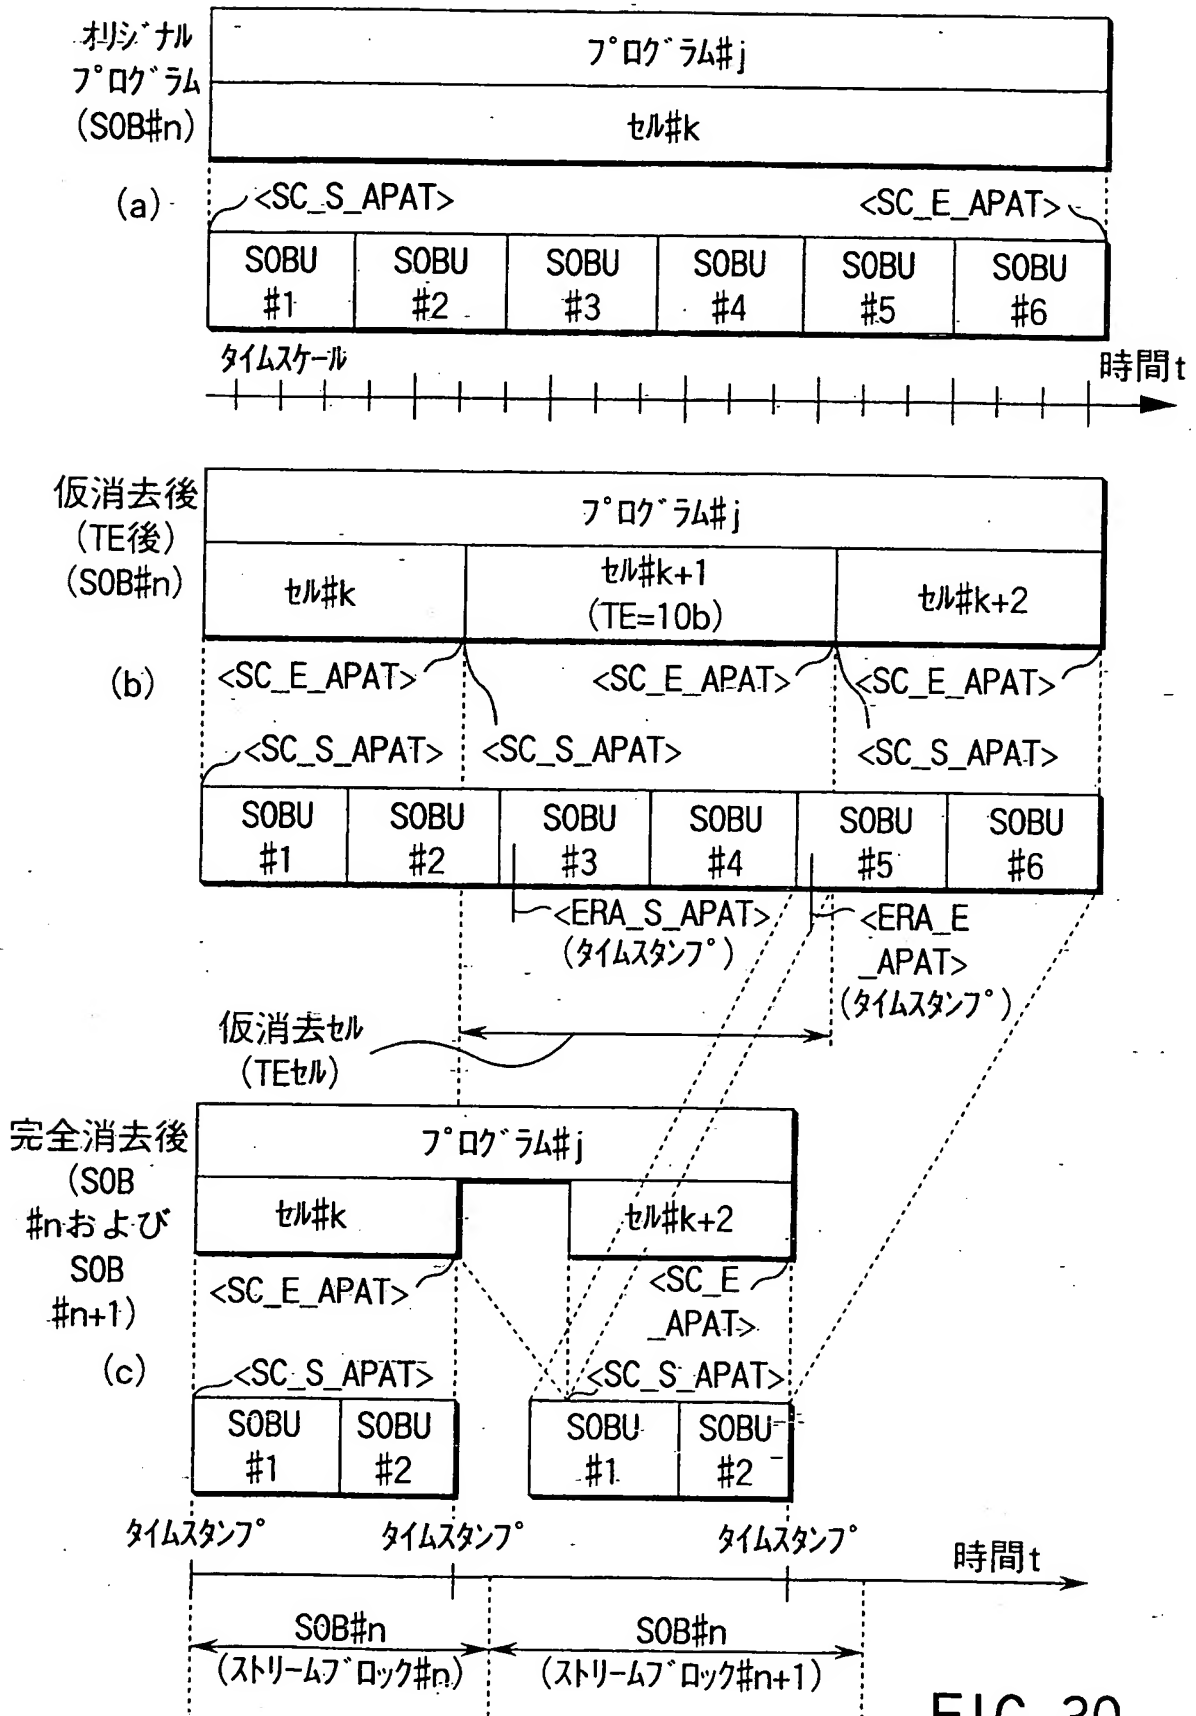 オリジナル
プログラム
(SOB#n)
プログラム#j
セル#k
(a)
<SC_S_APAT>
<SC_E_APAT>
SOBU #1
SOBU #2
SOBU #3
SOBU #4
SOBU #5
SOBU #6
タイムスケール
時間t
仮消去後
(TE後)
(SOB#n)
プログラム#j
セル#k
セル#k+1
(TE=10b)
セル#k+2
(b)
<SC_E_APAT>
<SC_E_APAT>
<SC_E_APAT>
<SC_S_APAT>
<SC_S_APAT>
<SC_S_APAT>
SOBU #1
SOBU #2
SOBU #3
SOBU #4
SOBU #5
SOBU #6
<ERA_S_APAT>
(タイムスタンプ)
<ERA_E
_APAT>
(タイムスタンプ)
仮消去セル
(TEセル)
完全消去後
(SOB
#nおよび
SOB
#n+1)
プログラム#j
セル#k
セル#k+2
<SC_E_APAT>
<SC_E
_APAT>
(c)
<SC_S_APAT>
<SC_S_APAT>
SOBU #1
SOBU #2
SOBU #1
SOBU #2
タイムスタンプ
タイムスタンプ
タイムスタンプ
時間t
SOB#n
(ストリームブロック#n)
SOB#n
(ストリームブロック#n+1)
FIG.30